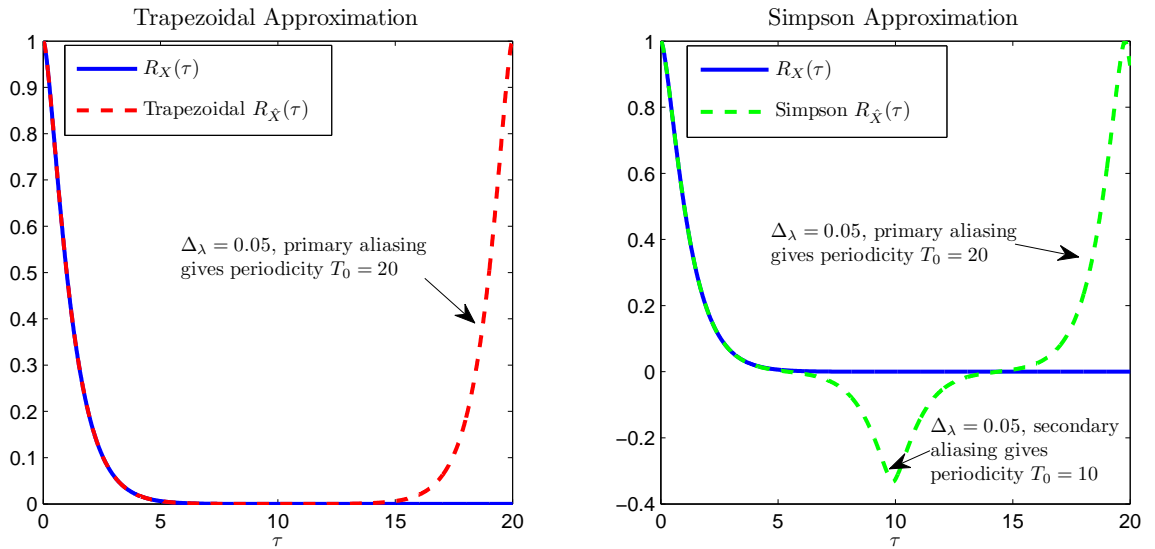 Trapezoidal Approximation
1
0.9
0.8
0.7
0.6
0.5
0.4
0.3
0.2
0.1
0
0 5 10 15 20
τ
R_X(τ)
Trapezoidal R_X̂(τ)
Δ_λ = 0.05, primary aliasing
gives periodicity T_0 = 20
Simpson Approximation
1
0.8
0.6
0.4
0.2
0
−0.2
−0.4
0 5 10 15 20
τ
R_X(τ)
Simpson R_X̂(τ)
Δ_λ = 0.05, primary aliasing
gives periodicity T_0 = 20
Δ_λ = 0.05, secondary
aliasing gives
periodicity T_0 = 10